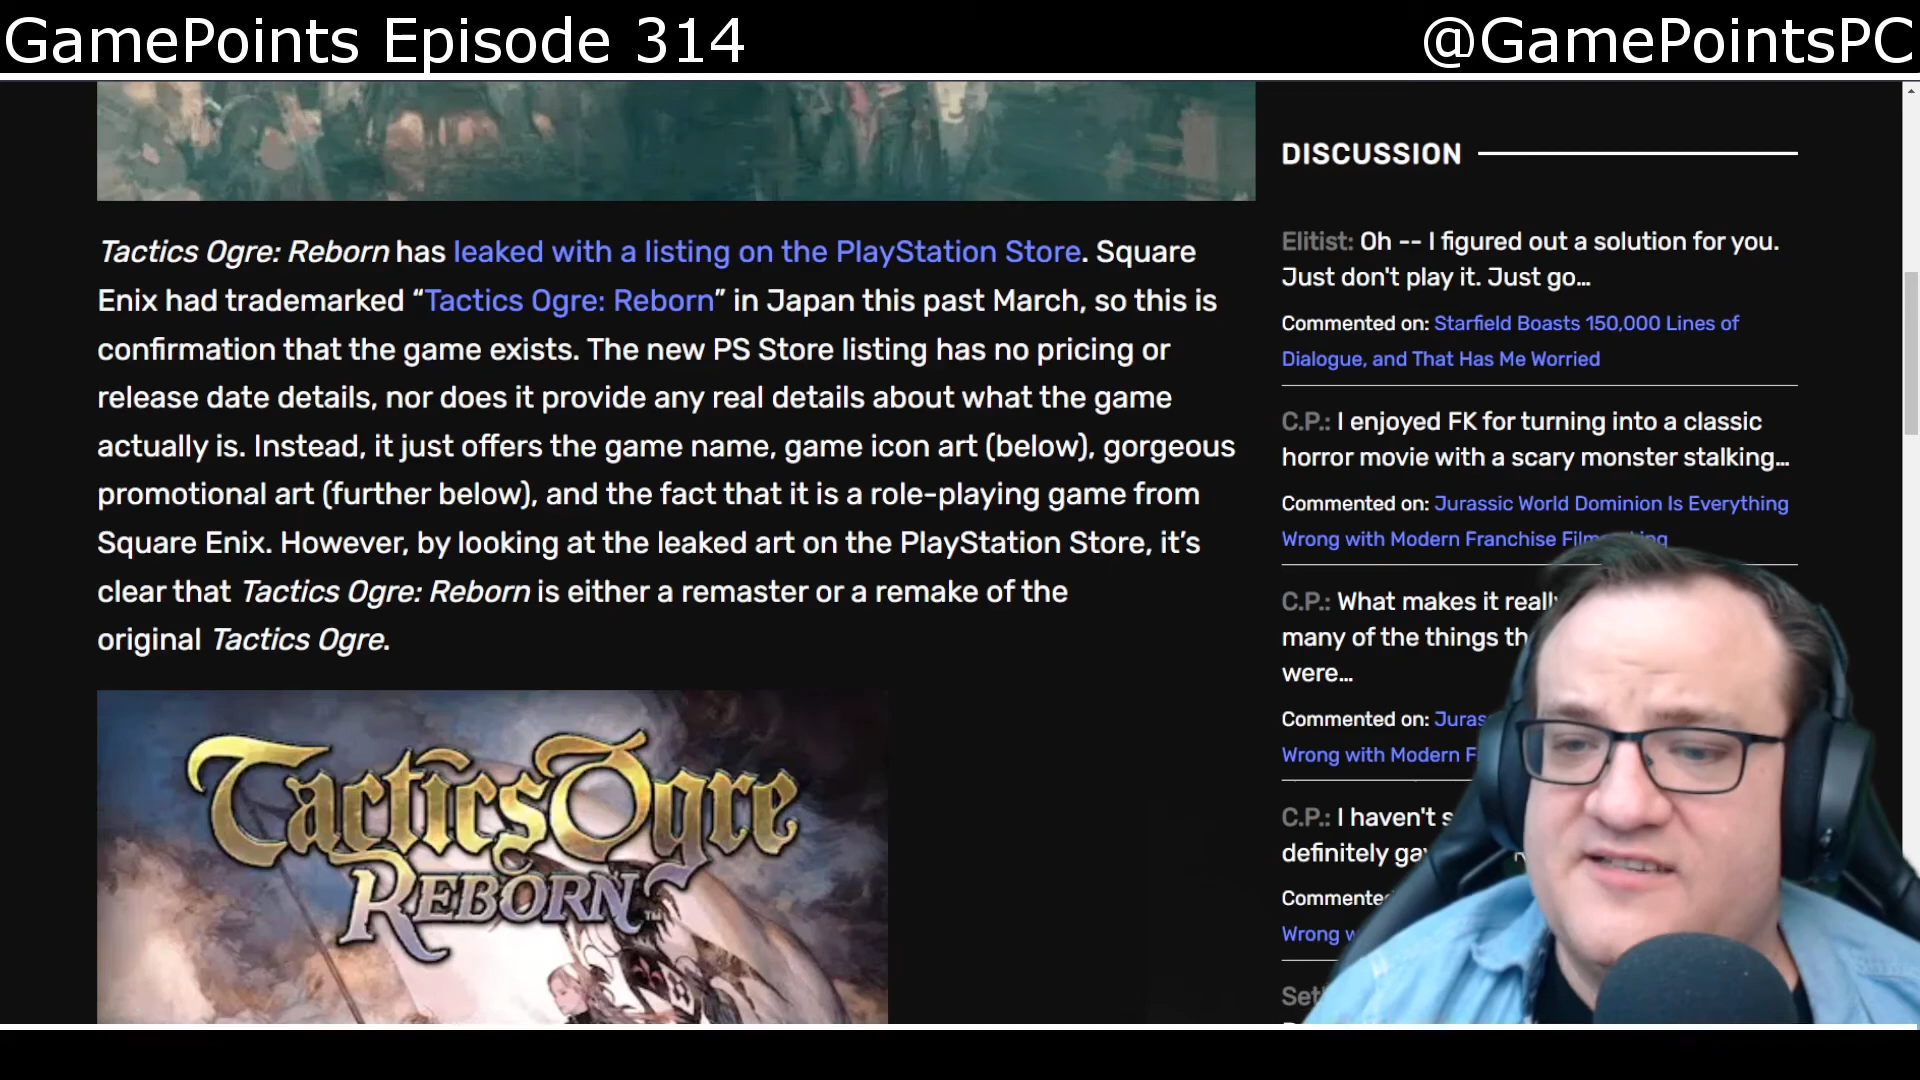 GamePoints Episode 314
@GamePointsPC
Tactics Ogre: Reborn has leaked with a listing on the PlayStation Store. Square
Enix had trademarked “Tactics Ogre: Reborn” in Japan this past March, so this is
confirmation that the game exists. The new PS Store listing has no pricing or
release date details, nor does it provide any real details about what the game
actually is. Instead, it just offers the game name, game icon art (below), gorgeous
promotional art (further below), and the fact that it is a role-playing game from
Square Enix. However, by looking at the leaked art on the PlayStation Store, it’s
clear that Tactics Ogre: Reborn is either a remaster or a remake of the
original Tactics Ogre.
Tactics Ogre
Reborn™
DISCUSSION
Elitist: Oh -- I figured out a solution for you.
Just don't play it. Just go...
Commented on: Starfield Boasts 150,000 Lines of
Dialogue, and That Has Me Worried
C.P.: I enjoyed FK for turning into a classic
horror movie with a scary monster stalking...
Commented on: Jurassic World Dominion Is Everything
Wrong with Modern Franchise
C.P.: What makes it
many of the things
were...
Commented on:
Wrong with Modern
C.P.: I haven't
definitely
Wrong